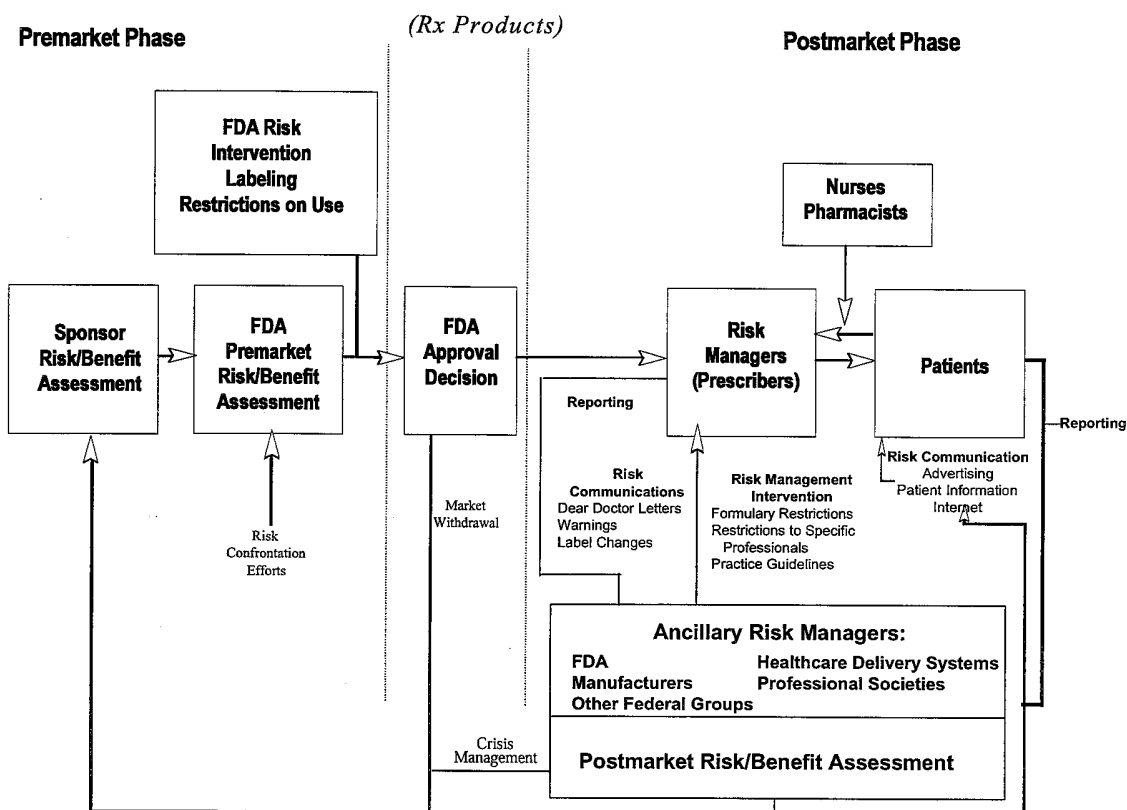 (Rx Products)
Premarket Phase
Postmarket Phase
FDA Risk
Intervention
Labeling
Restrictions on Use
Nurses
Pharmacists
Sponsor
Risk/Benefit
Assessment
FDA
Premarket
Risk/Benefit
Assessment
FDA
Approval
Decision
Risk
Managers
(Prescribers)
Patients
Reporting
Reporting
Risk
Confrontation
Efforts
Market
Withdrawal
Risk
Communications
Dear Doctor Letters
Warnings
Label Changes
Risk Management
Intervention
Formulary Restrictions
Restrictions to Specific
Professionals
Practice Guidelines
Risk Communication
Advertising
Patient Information
Internet
Ancillary Risk Managers:
FDA
Manufacturers
Other Federal Groups
Healthcare Delivery Systems
Professional Societies
Crisis
Management
Postmarket Risk/Benefit Assessment